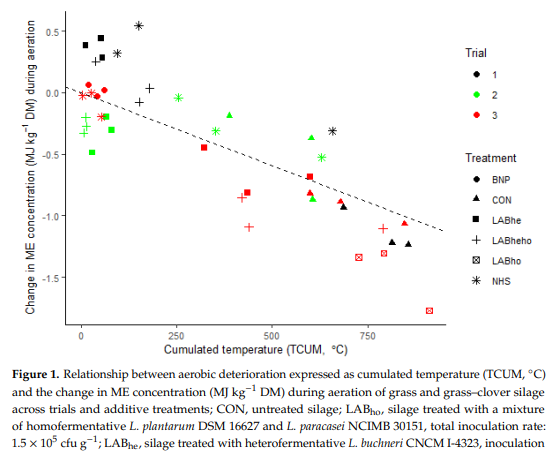 0.5
0.0
-0.5
-1.0
-1.5
Change in ME concentration (MJ kg⁻¹ DM) during aeration
0
250
500
750
Cumulated temperature (TCUM, °C)
Trial
1
2
3
Treatment
BNP
CON
LABhe
LABheho
LABho
NHS
Figure 1. Relationship between aerobic deterioration expressed as cumulated temperature (TCUM, °C)
and the change in ME concentration (MJ kg⁻¹ DM) during aeration of grass and grass–clover silage
across trials and additive treatments; CON, untreated silage; LABho, silage treated with a mixture
of homofermentative L. plantarum DSM 16627 and L. paracasei NCIMB 30151, total inoculation rate:
1.5 × 10⁵ cfu g⁻¹; LABhe, silage treated with heterofermentative L. buchneri CNCM I-4323, inoculation